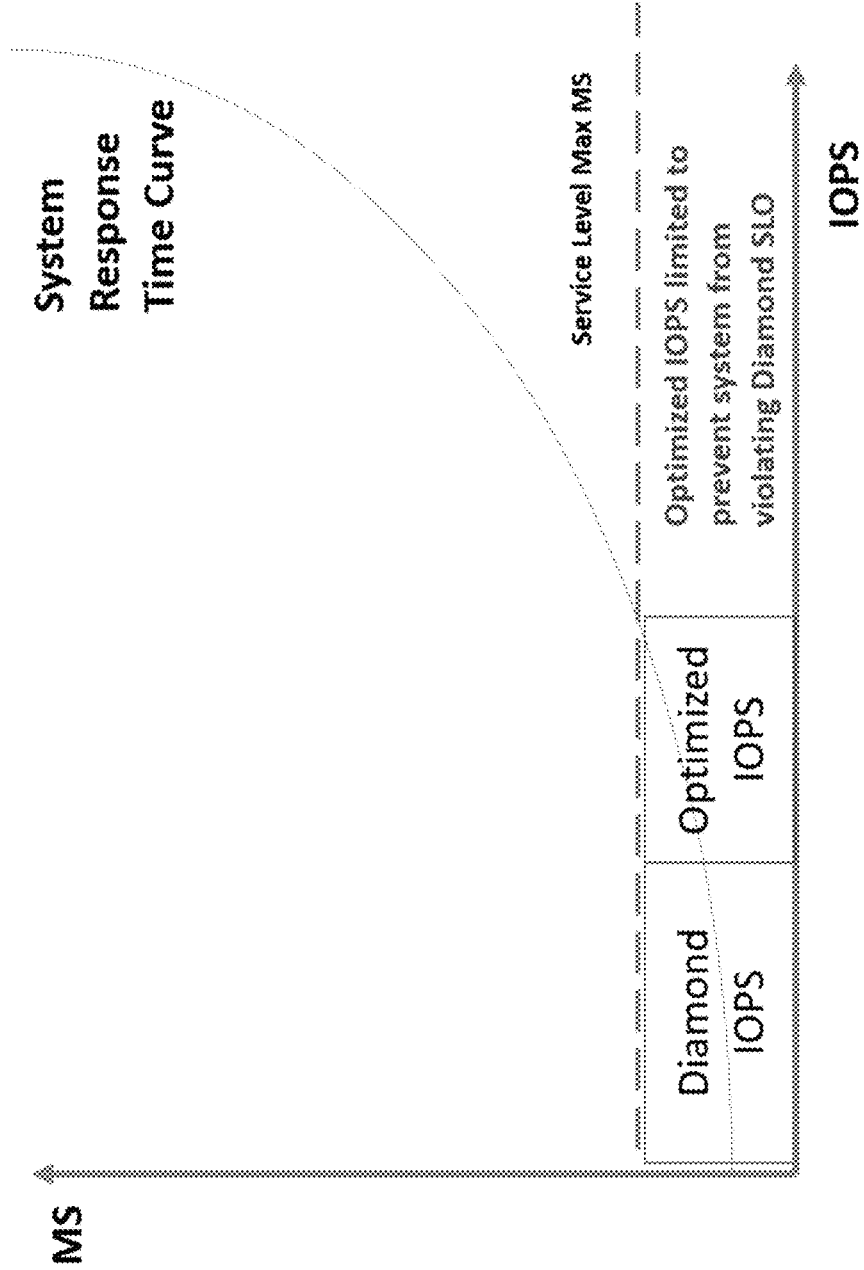 MS
System
Response
Time Curve
Service Level Max MS
Diamond
IOPS
Optimized
IOPS
Optimized IOPS limited to
prevent system from
violating Diamond SLO
IOPS